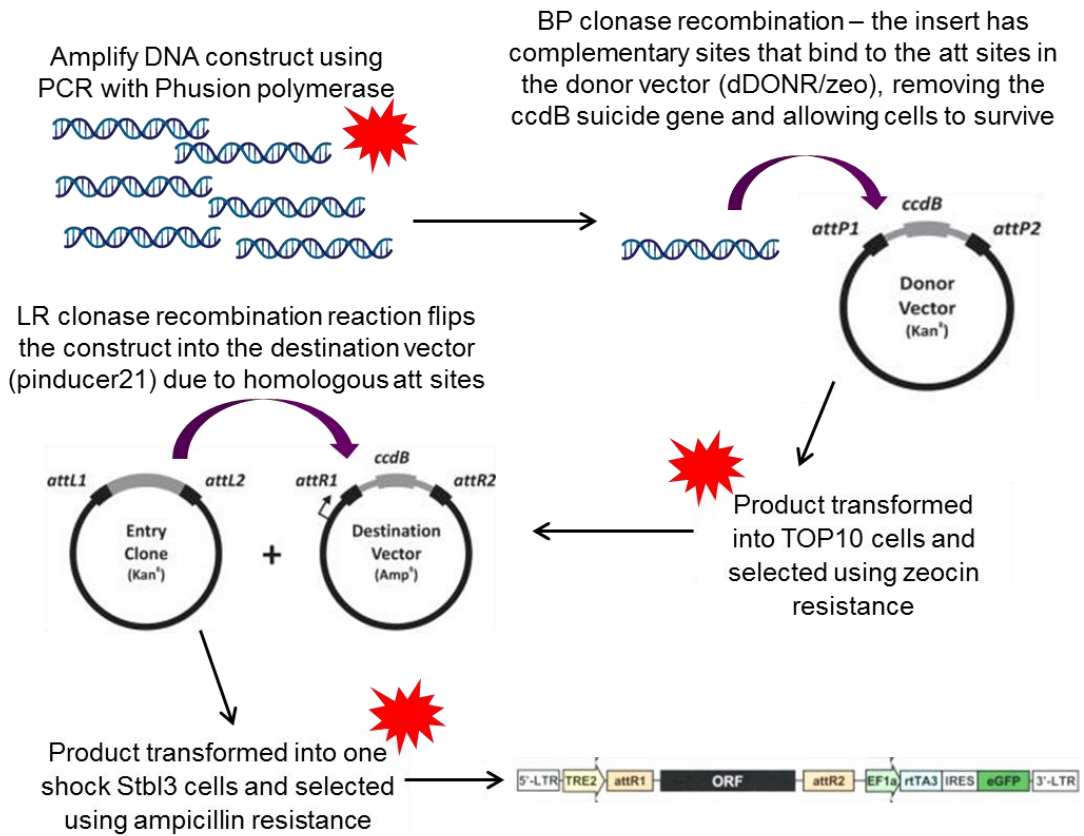 Amplify DNA construct using
PCR with Phusion polymerase
BP clonase recombination – the insert has
complementary sites that bind to the att sites in
the donor vector (dDONR/zeo), removing the
ccdB suicide gene and allowing cells to survive
ccdB
attP1
attP2
Donor
Vector
(Kanᴿ)
LR clonase recombination reaction flips
the construct into the destination vector
(pinducer21) due to homologous att sites
attL1
attL2
Entry
Clone
(Kanᴿ)
+
ccdB
attR1
attR2
Destination
Vector
(Ampᴿ)
Product transformed
into TOP10 cells and
selected using zeocin
resistance
Product transformed into one
shock Stbl3 cells and selected
using ampicillin resistance
5'-LTR TRE2 attR1 ORF attR2 EF1a rtTA3 IRES eGFP 3'-LTR